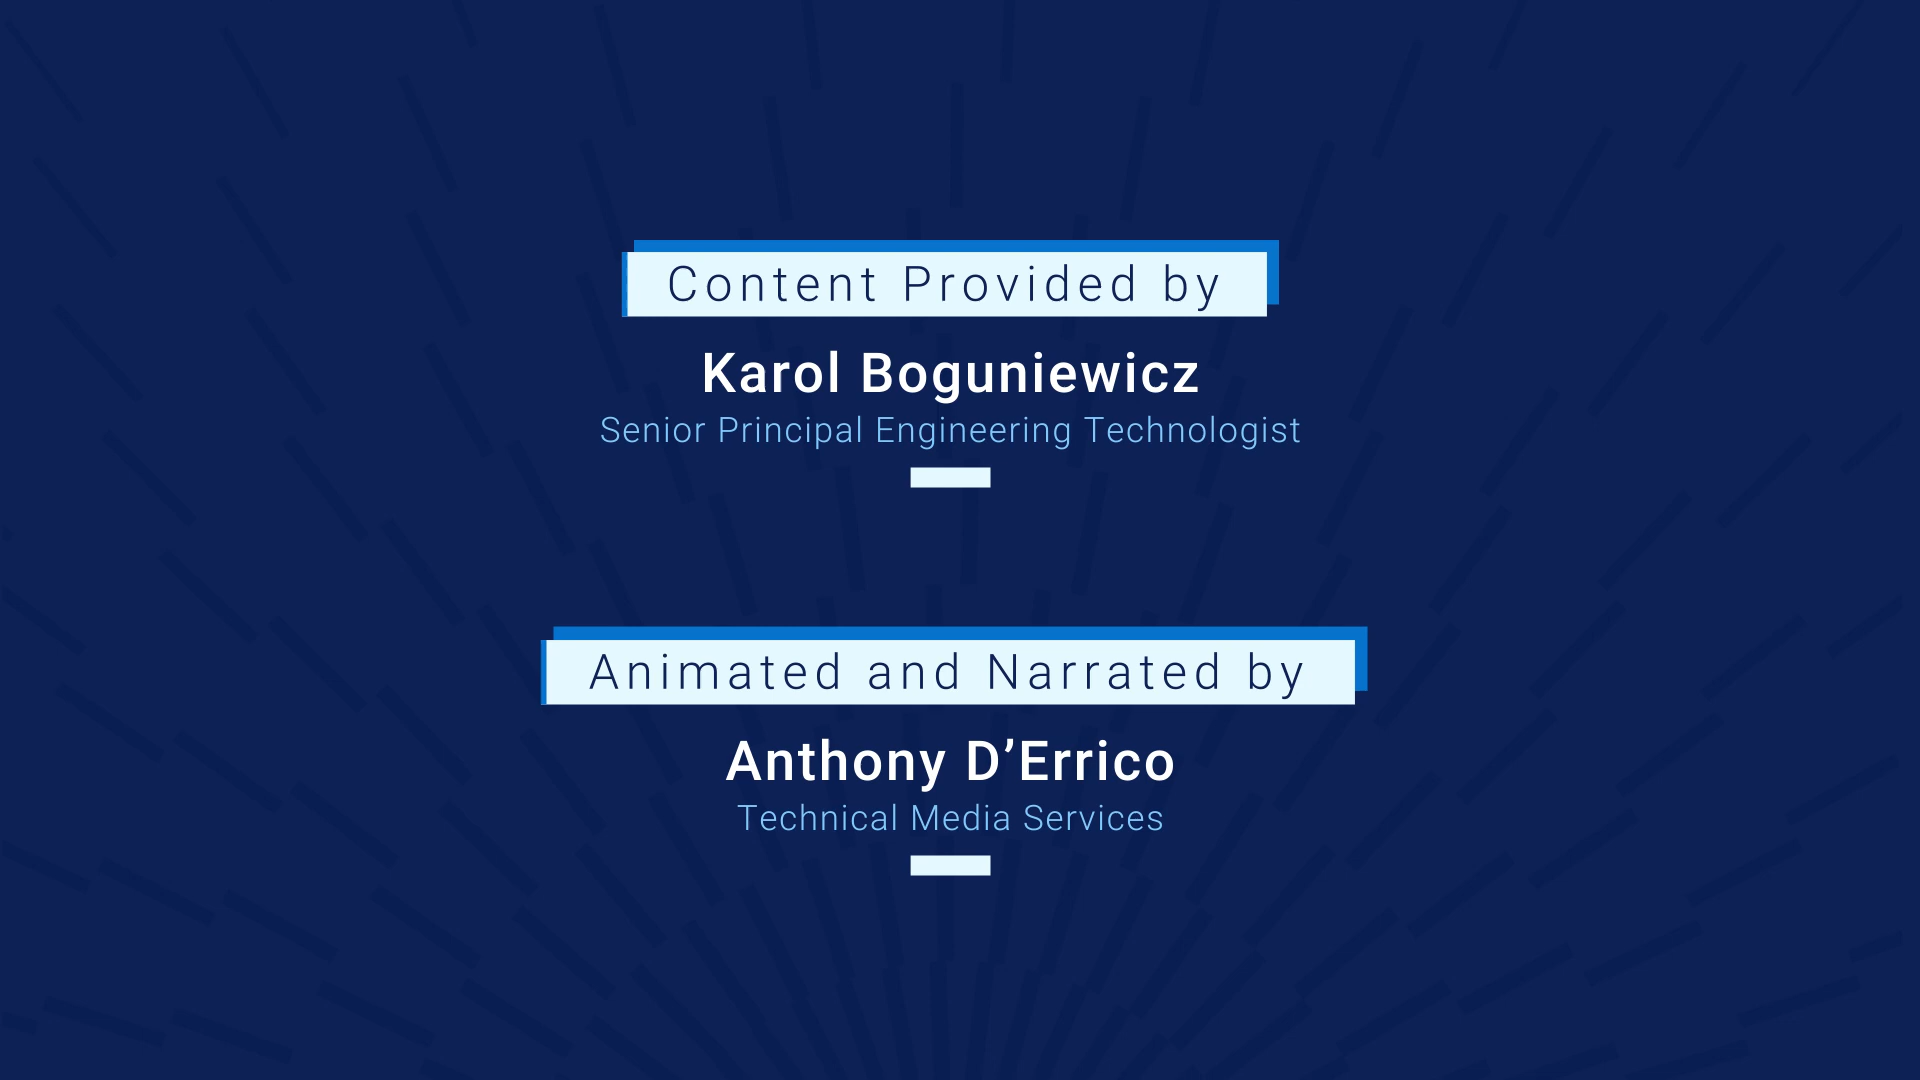 Content Provided by
Karol Boguniewicz
Senior Principal Engineering Technologist
Animated and Narrated by
Anthony D’Errico
Technical Media Services